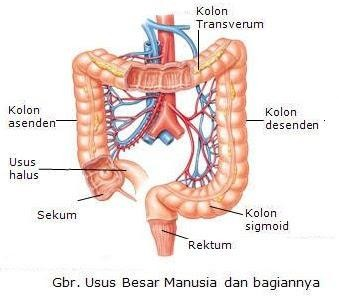 Kolon
Transverum
Kolon
asenden
Kolon
desenden
Usus
halus
Sekum
Kolon
sigmoid
Rektum
Gbr. Usus Besar Manusia dan bagiannya